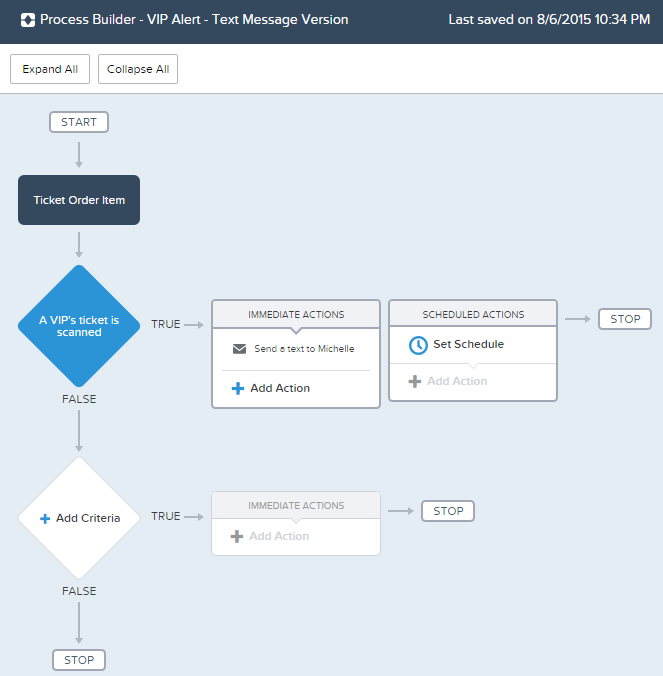 Process Builder - VIP Alert - Text Message Version
Last saved on 8/6/2015 10:34 PM
Expand All
Collapse All
START
Ticket Order Item
A VIP's ticket is
scanned
TRUE
IMMEDIATE ACTIONS
Send a text to Michelle
Add Action
SCHEDULED ACTIONS
Set Schedule
Add Action
STOP
FALSE
Add Criteria
TRUE
IMMEDIATE ACTIONS
Add Action
STOP
FALSE
STOP